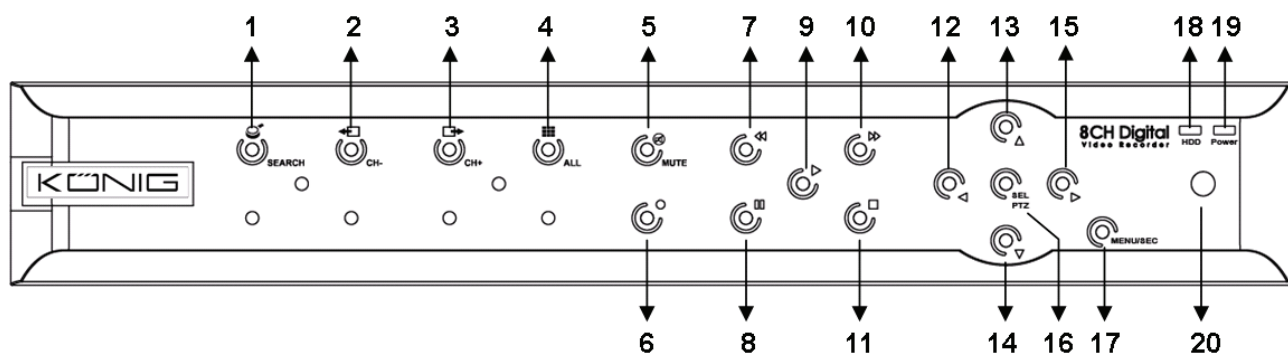 1 2 3 4 5 7 9 10 12 13 15 18 19
8CH Digital
Video Recorder
HDD Power
SEARCH CH- CH+ ALL MUTE
KÖNIG
SEL
PTZ
MENU/SEC
6 8 11 14 16 17 20